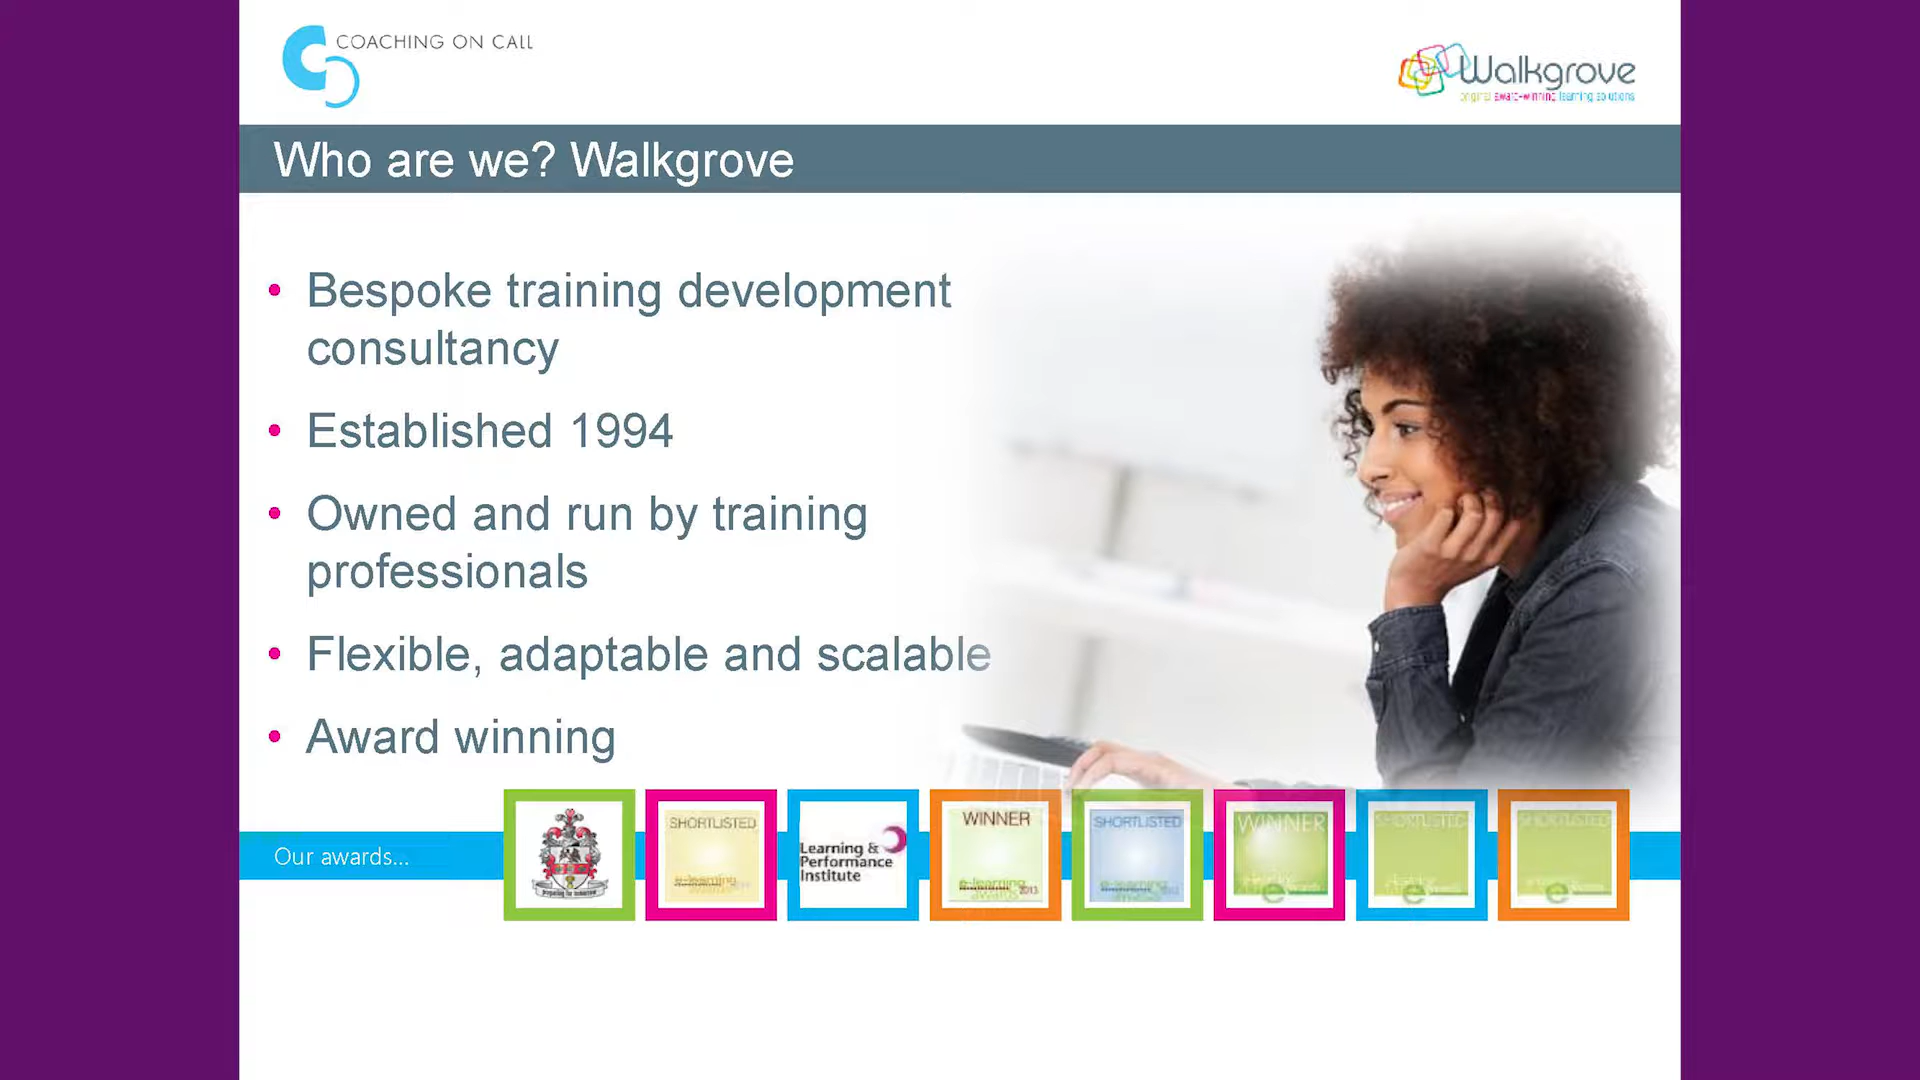 COACHING ON CALL
Walkgrove
original award-winning learning solutions
Who are we? Walkgrove
• Bespoke training development
consultancy
• Established 1994
• Owned and run by training
professionals
• Flexible, adaptable and scalable
• Award winning
Our awards...
SHORTLISTED
e-learning
Learning &
Performance
Institute
WINNER
e-learning
awards 2013
SHORTLISTED
e-learning
WINNER
SHORTLISTED
SHORTLISTED